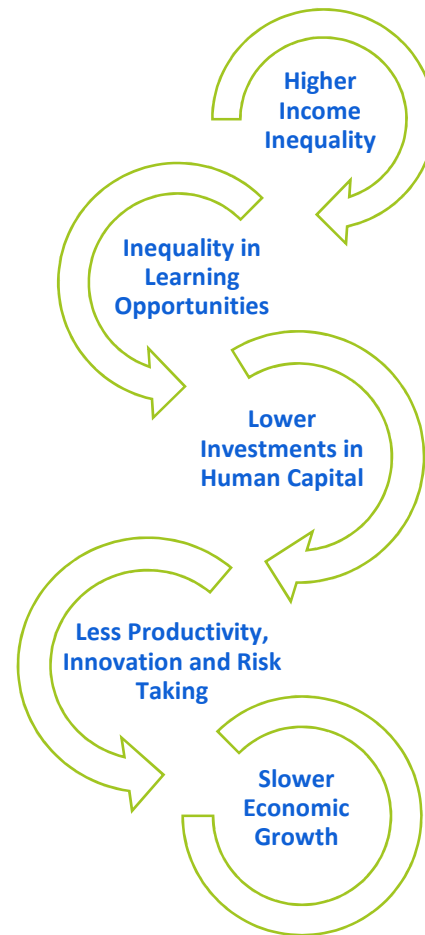 Higher
Income
Inequality
Inequality in
Learning
Opportunities
Lower
Investments in
Human Capital
Less Productivity,
Innovation and Risk
Taking
Slower
Economic
Growth